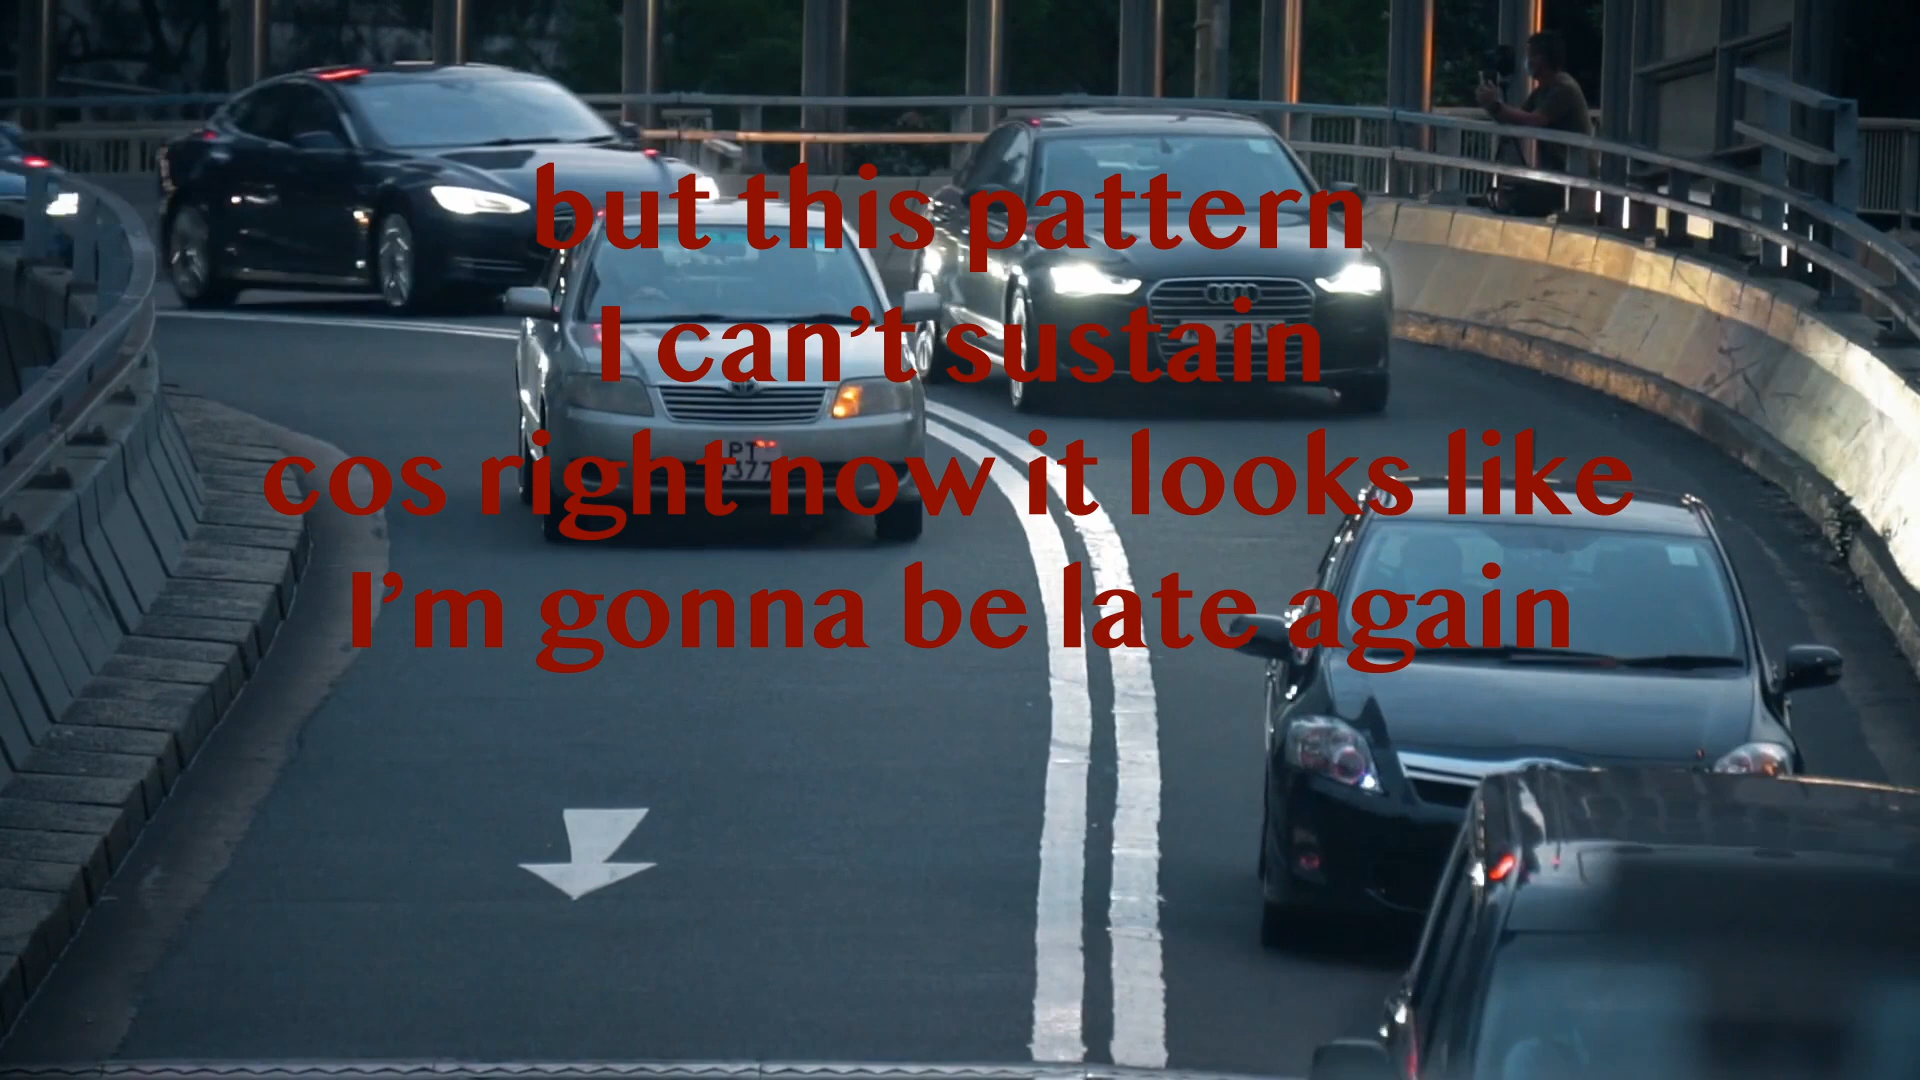 but this pattern
I can’t sustain
cos right now it looks like
I’m gonna be late again